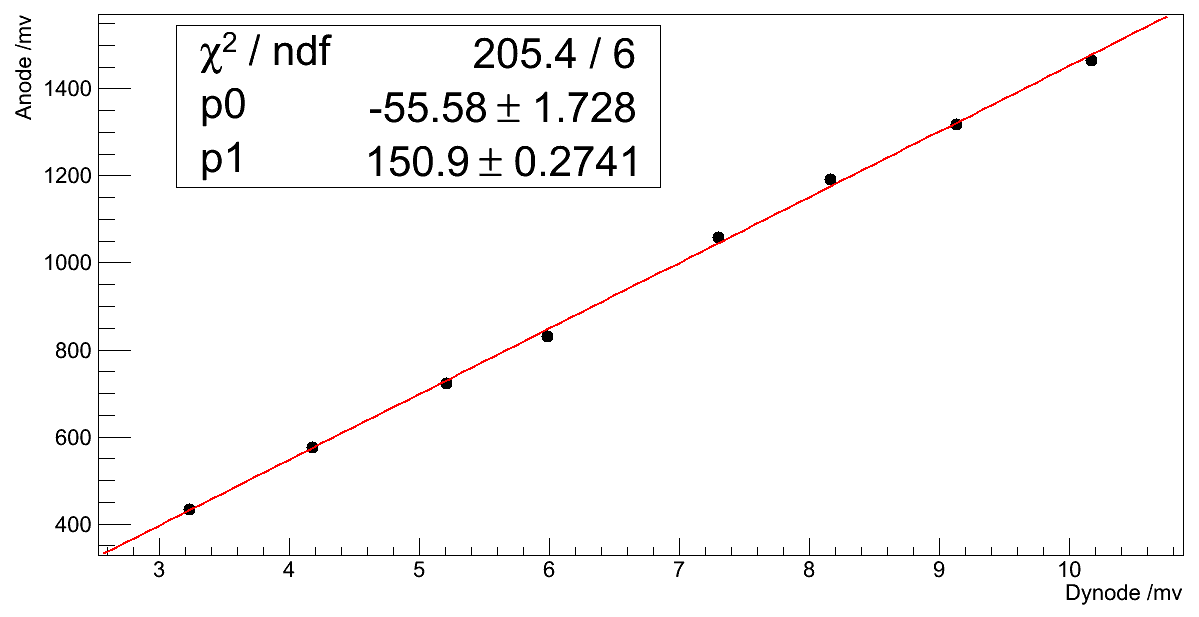 Anode /mv
χ² / ndf 205.4 / 6
p0 -55.58 ± 1.728
p1 150.9 ± 0.2741
1400
1200
1000
800
600
400
3 4 5 6 7 8 9 10
Dynode /mv